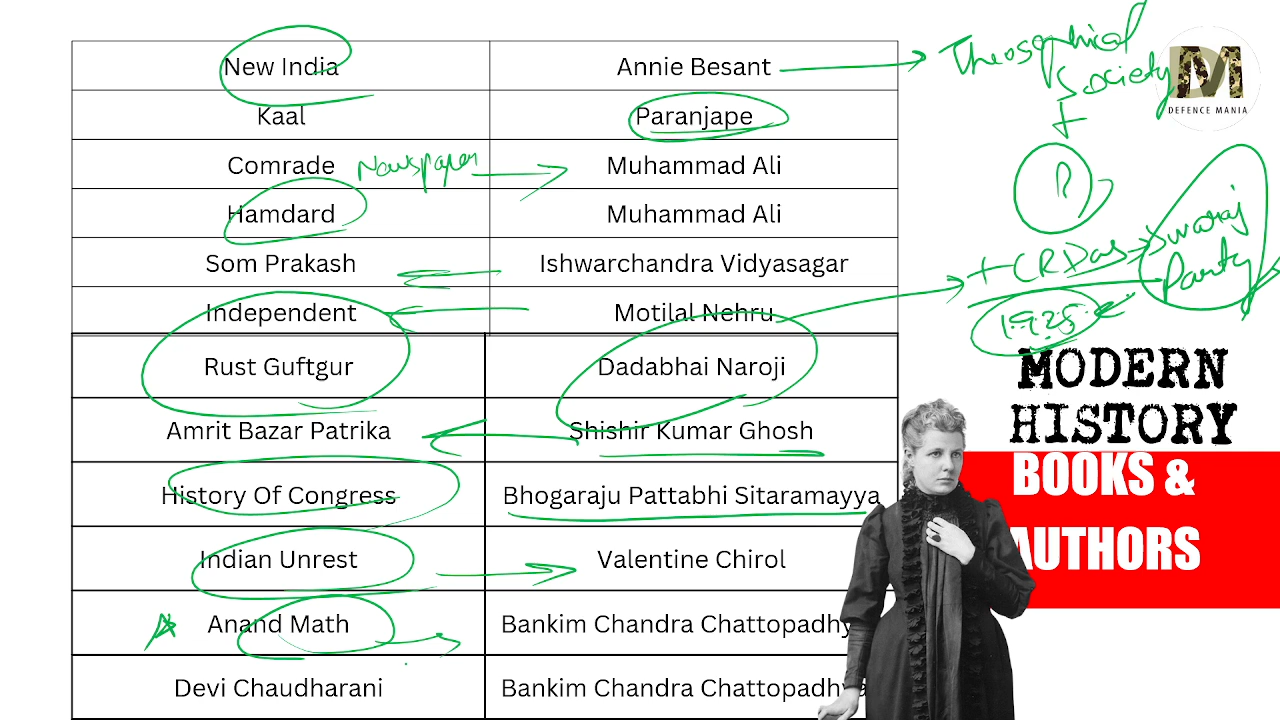 New India Annie Besant Theosophical Society
Kaal Paranjape
Comrade Newspaper Muhammad Ali
Hamdard Muhammad Ali
Som Prakash Ishwarchandra Vidyasagar
Independent Motilal Nehru + CR Das Swaraj Party
Rust Guftgur Dadabhai Naroji
Amrit Bazar Patrika Shishir Kumar Ghosh
History Of Congress Bhogaraju Pattabhi Sitaramayya
Indian Unrest Valentine Chirol
Anand Math Bankim Chandra Chattopadhy
Devi Chaudharani Bankim Chandra Chattopadhya
DM
DEFENCE MANIA
MODERN
HISTORY
BOOKS &
AUTHORS